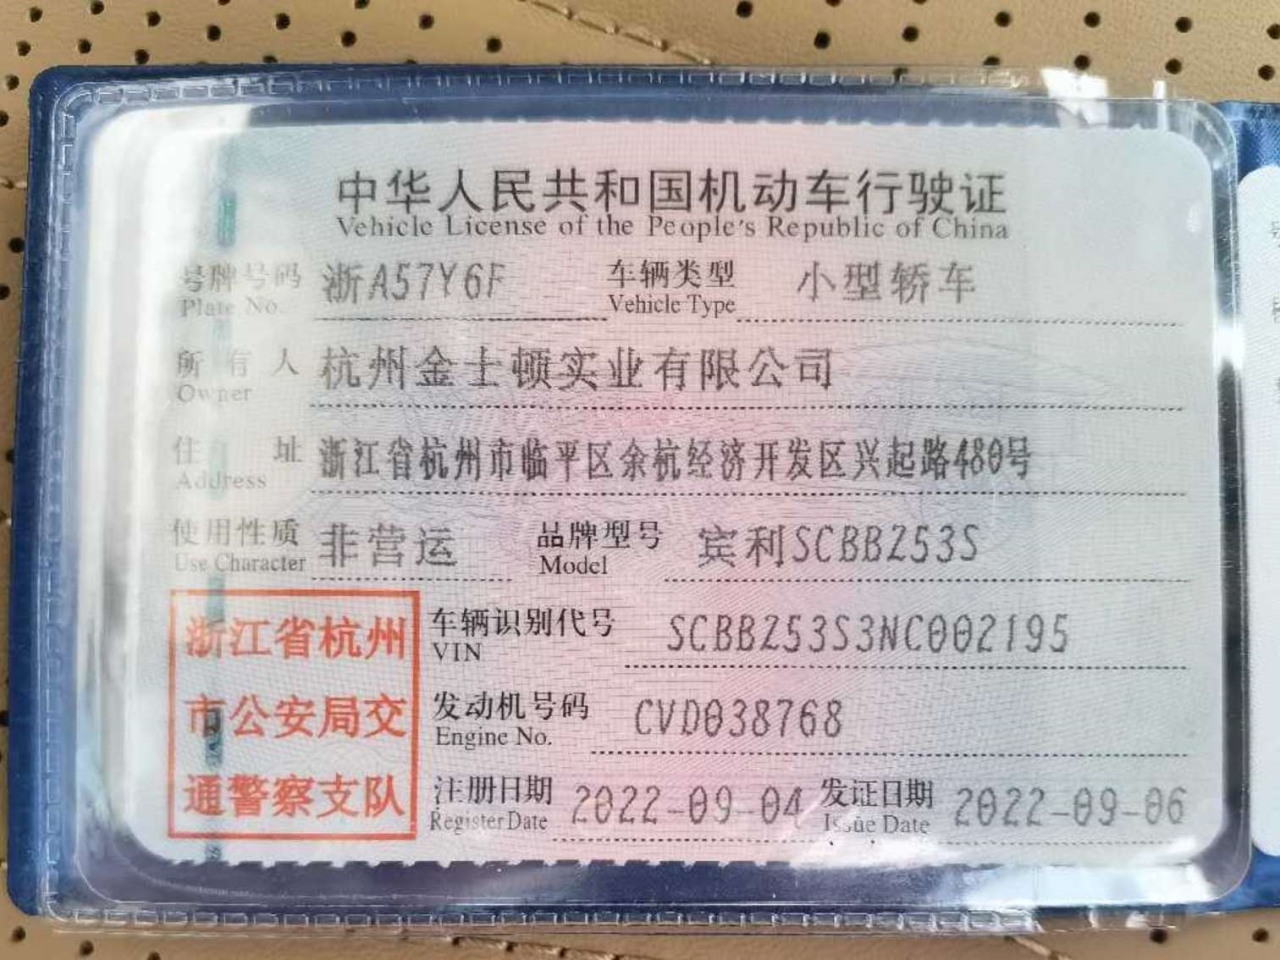 中华人民共和国机动车行驶证
Vehicle License of the People's Republic of China
号牌号码 浙A57Y6F 车辆类型 小型轿车
Plate No. Vehicle Type
所有人 杭州金士顿实业有限公司
Owner
住址 浙江省杭州市临平区余杭经济开发区兴起路480号
Address
使用性质 非营运 品牌型号 宾利SCBBZ53S
Use Character Model
浙江省杭州 车辆识别代号 SCBBZ53S3NC002195
VIN
市公安局交 发动机号码 CVD038768
Engine No.
通警察支队 注册日期 2022-09-04 发证日期 2022-09-06
Register Date Issue Date